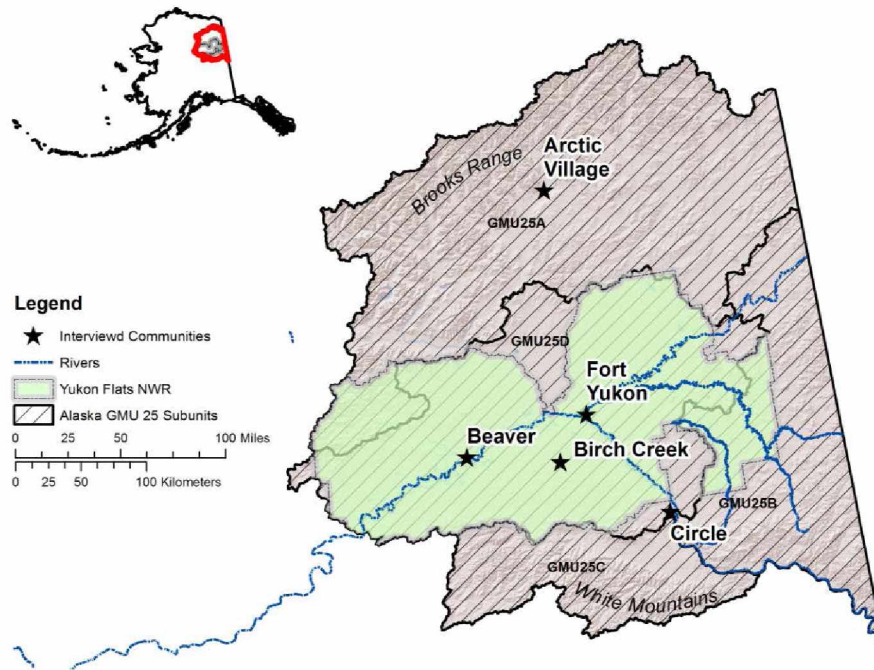 Arctic
Village
Brooks Range
GMU25A
Legend
Interviewd Communities
Rivers
Yukon Flats NWR
Alaska GMU 25 Subunits
0 25 50 100 Miles
0 25 50 100 Kilometers
GMU25D
Fort
Yukon
Beaver
Birch Creek
GMU25B
Circle
GMU25C
White Mountains